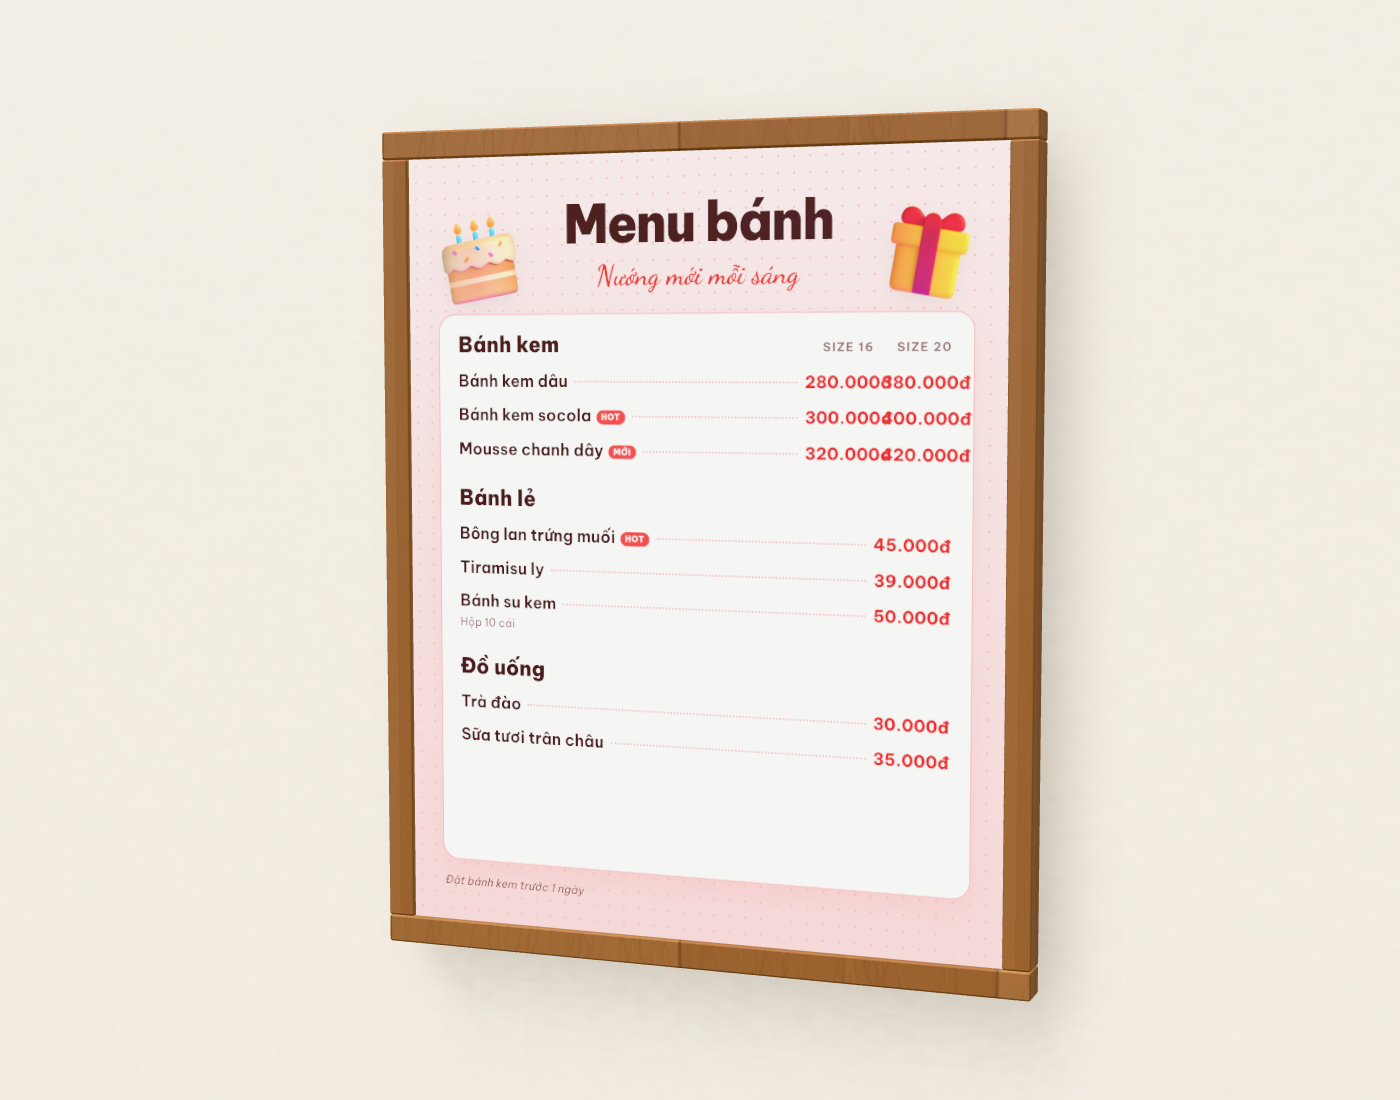 Menu bánh
Nướng mới mỗi sáng
Bánh kem SIZE 16 SIZE 20
Bánh kem dâu 280.000đ 380.000đ
Bánh kem socola HOT 300.000đ 400.000đ
Mousse chanh dây MỚI 320.000đ 420.000đ
Bánh lẻ
Bông lan trứng muối HOT 45.000đ
Tiramisu ly 39.000đ
Bánh su kem 50.000đ
Hộp 10 cái
Đồ uống
Trà đào 30.000đ
Sữa tươi trân châu 35.000đ
Đặt bánh kem trước 1 ngày